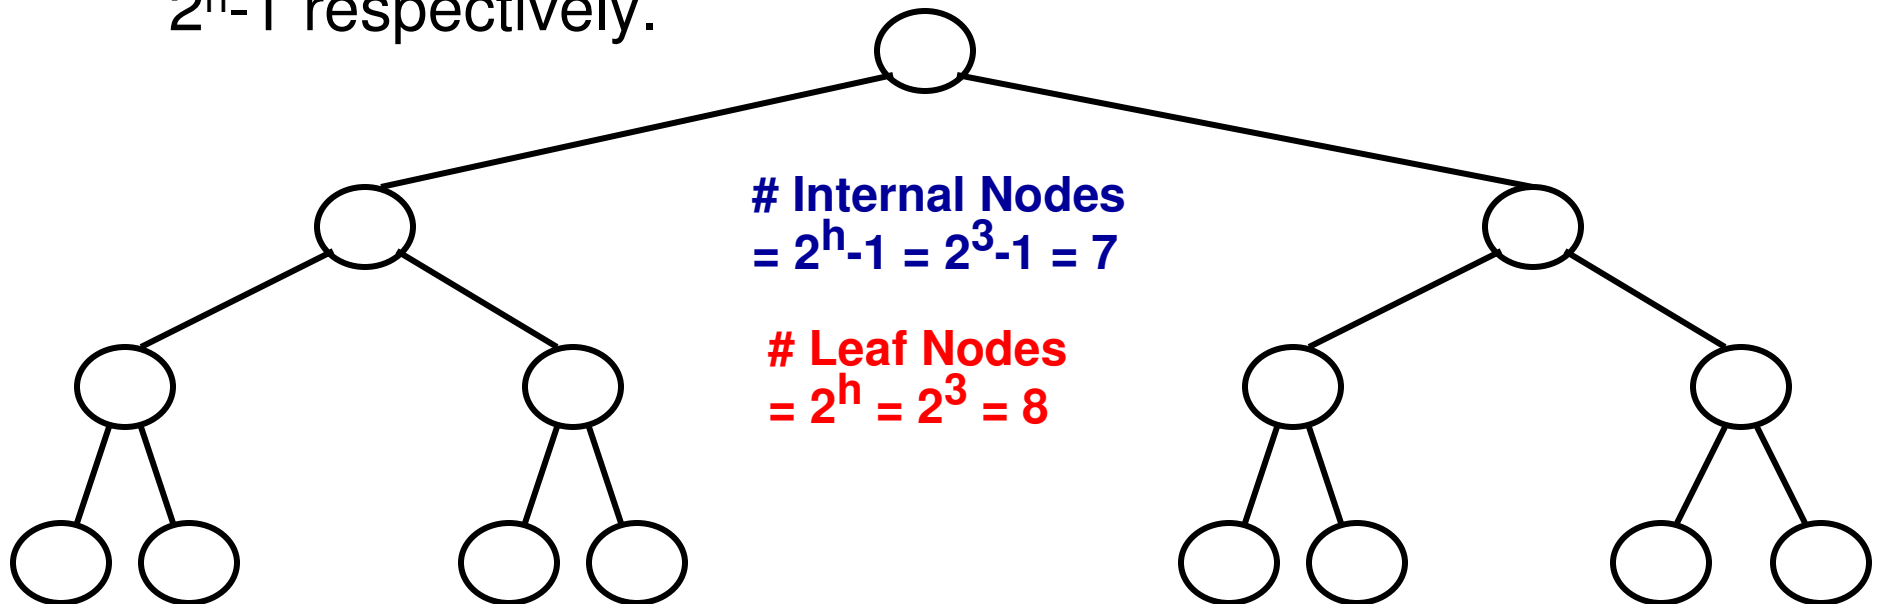 2ʰ-1 respectively.
# Internal Nodes
= 2ʰ-1 = 2³-1 = 7
# Leaf Nodes
= 2ʰ = 2³ = 8